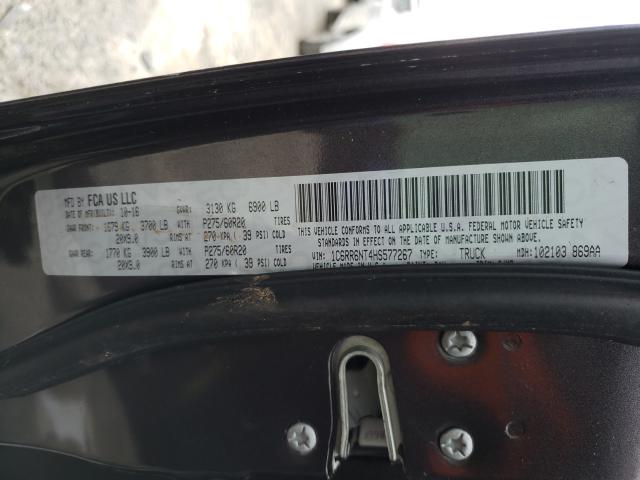 MFD BY FCA US LLC
DATE OF MFR(BUILD): 10-16 GVWR: 3130 KG 6900 LB
GAWR FRONT: 1679 KG 3700 LB P275/60R20 TIRES
20X9.0 RIMS AT 270 KPA ( 39 PSI) COLD
GAWR REAR: 1770 KG 3900 LB P275/60R20 TIRES
20X9.0 RIMS AT 270 KPA ( 39 PSI) COLD
THIS VEHICLE CONFORMS TO ALL APPLICABLE U.S.A. FEDERAL MOTOR VEHICLE SAFETY
STANDARDS IN EFFECT ON THE DATE OF MANUFACTURE SHOWN ABOVE.
VIN: 1C6RR6NT4HS577267 TYPE: TRUCK MDH:102103 869AA